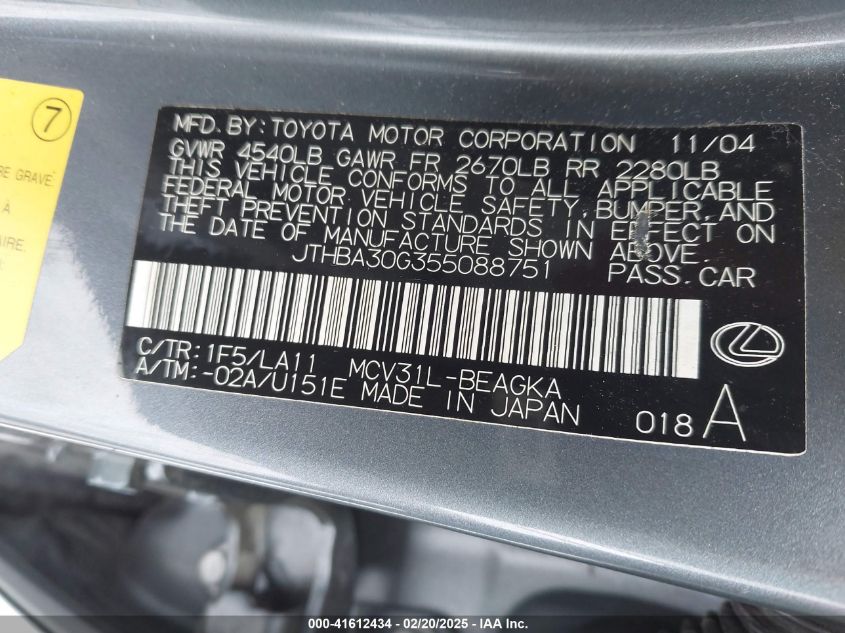 7
RE GRAVE.
À
AIRE,
MFD. BY: TOYOTA MOTOR CORPORATION 11/04
GVWR 4540LB GAWR FR 2670LB RR 2280LB
THIS VEHICLE CONFORMS TO ALL APPLICABLE
FEDERAL MOTOR VEHICLE SAFETY, BUMPER, AND
THEFT PREVENTION STANDARDS IN EFFECT ON
THE DATE OF MANUFACTURE SHOWN ABOVE.
JTHBA30G355088751 PASS. CAR
C/TR: 1F5/LA11 MCV31L-BEAGKA
A/TM: -02A/U151E MADE IN JAPAN 018 A
000-41612434 - 02/20/2025 - IAA Inc.